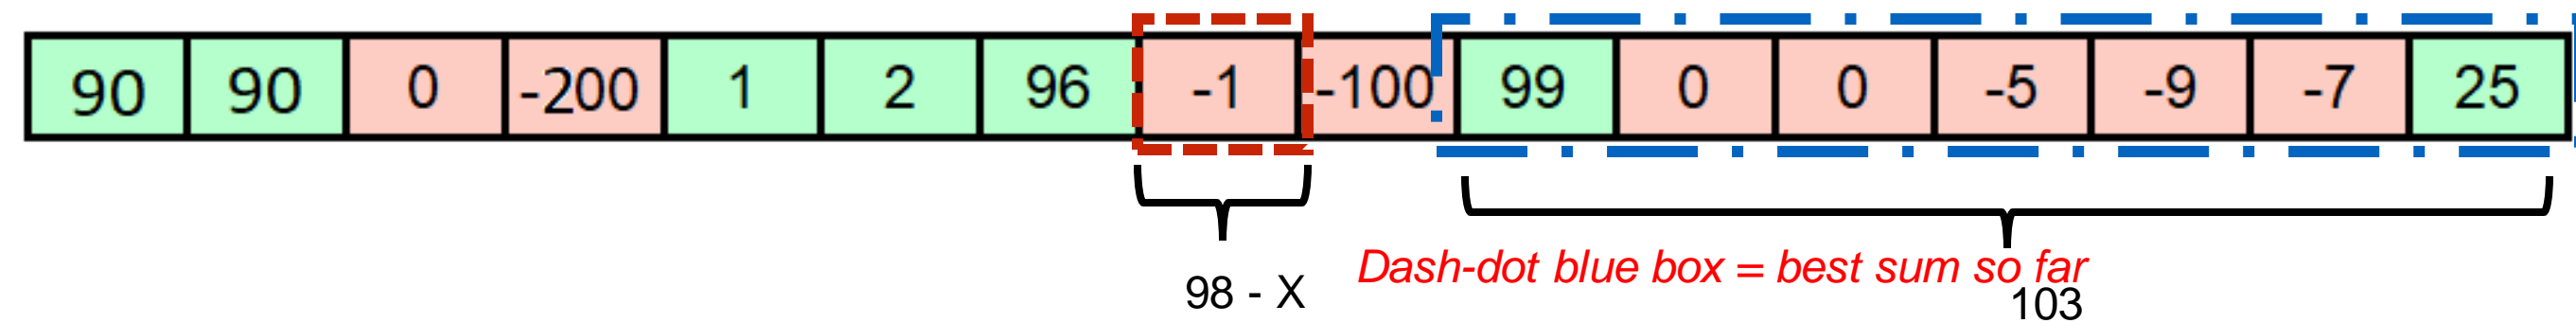 90 90 0 -200 1 2 96 -1 -100 99 0 0 -5 -9 -7 25
Dash-dot blue box = best sum so far
98 - X
103